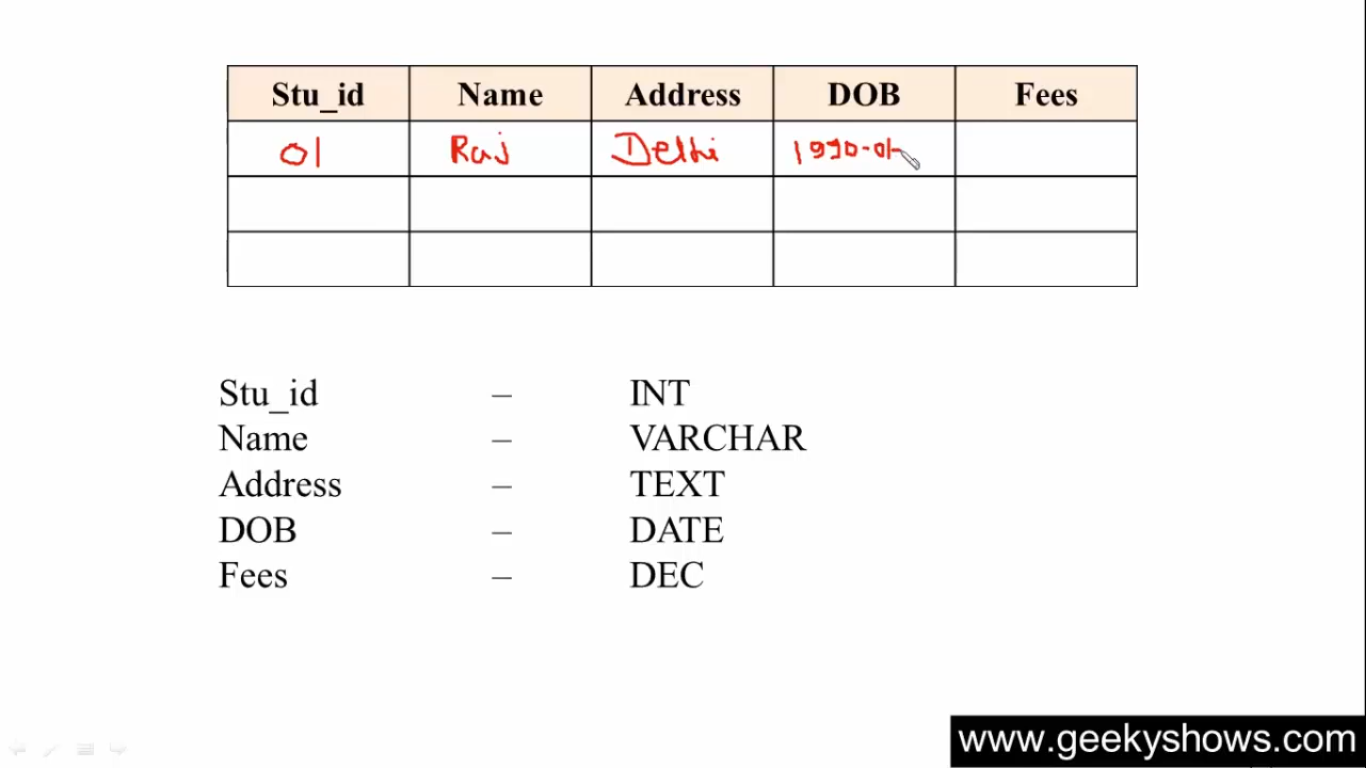 Stu_id Name Address DOB Fees
01 Raj Delhi 1990-01-
Stu_id – INT
Name – VARCHAR
Address – TEXT
DOB – DATE
Fees – DEC
www.geekyshows.com